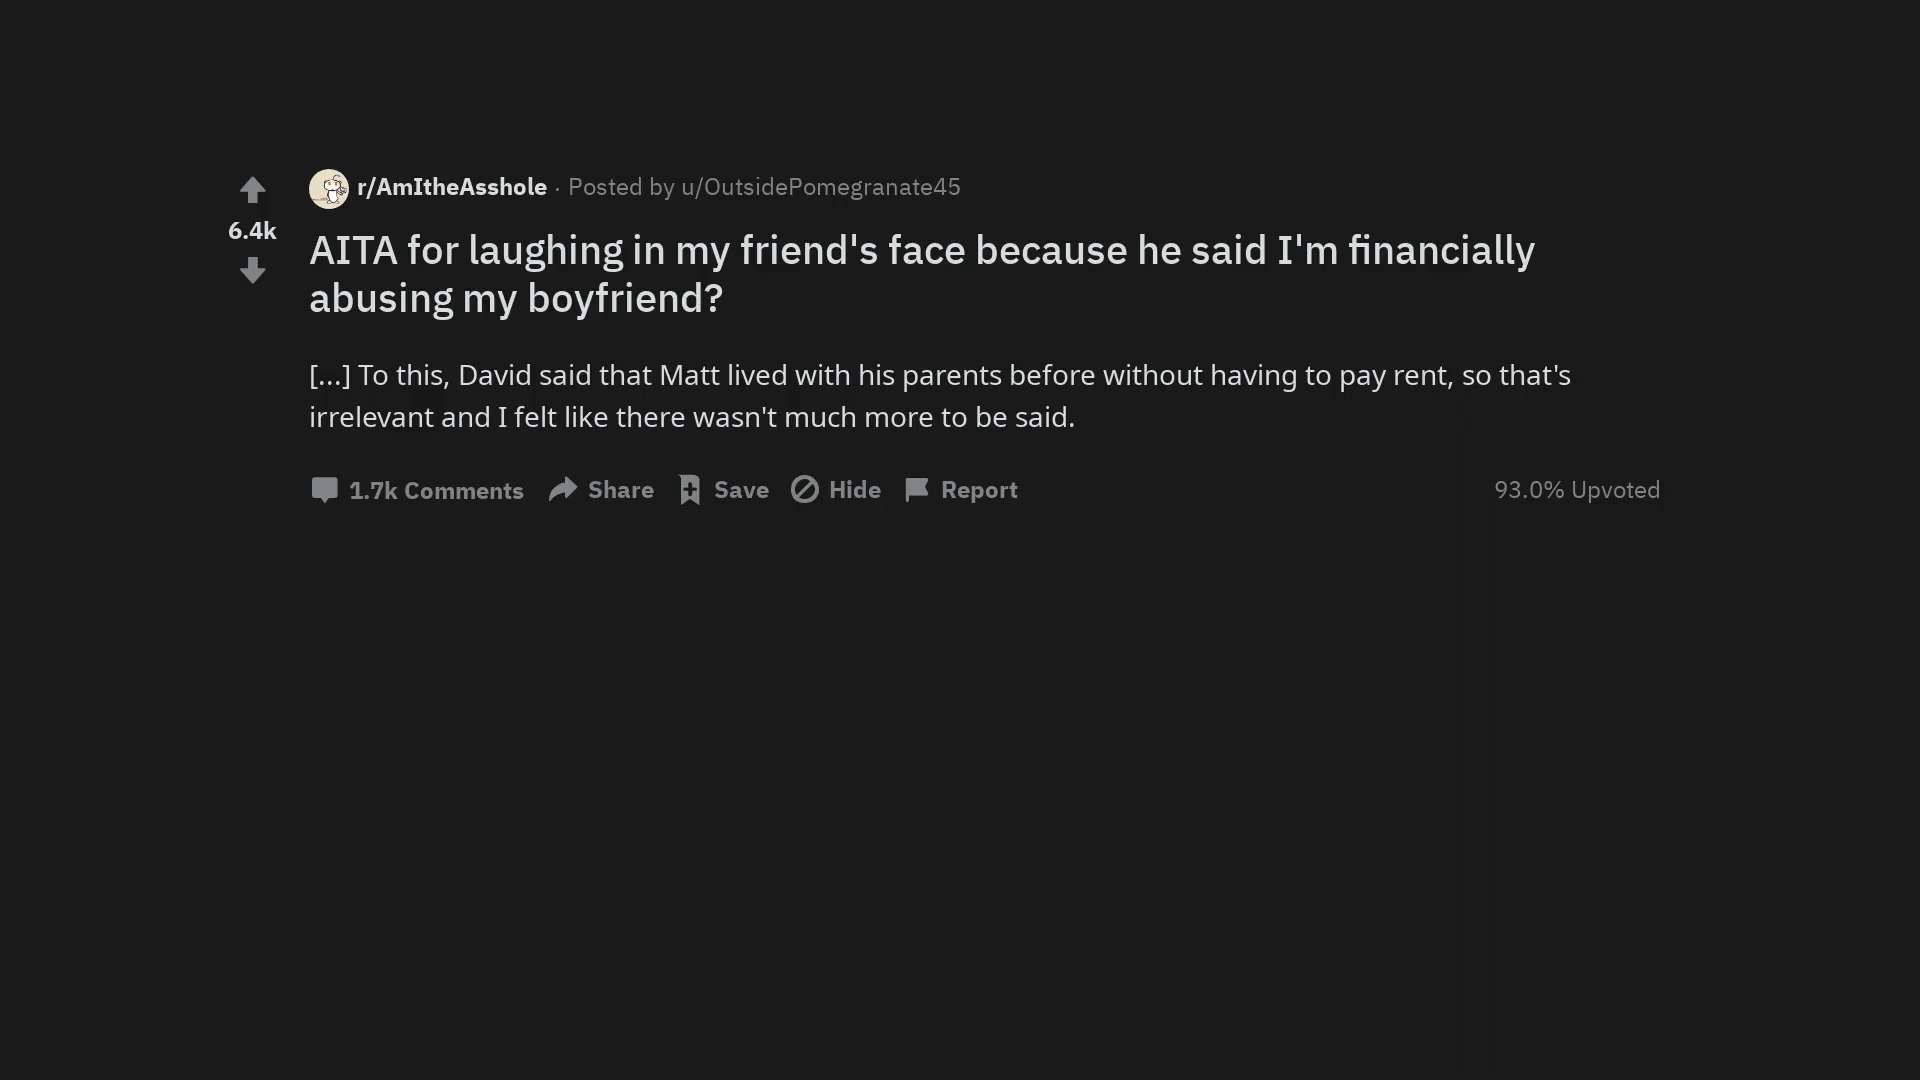 r/AmItheAsshole · Posted by u/OutsidePomegranate45
6.4k
AITA for laughing in my friend's face because he said I'm financially
abusing my boyfriend?
[...] To this, David said that Matt lived with his parents before without having to pay rent, so that's
irrelevant and I felt like there wasn't much more to be said.
1.7k Comments Share Save Hide Report 93.0% Upvoted